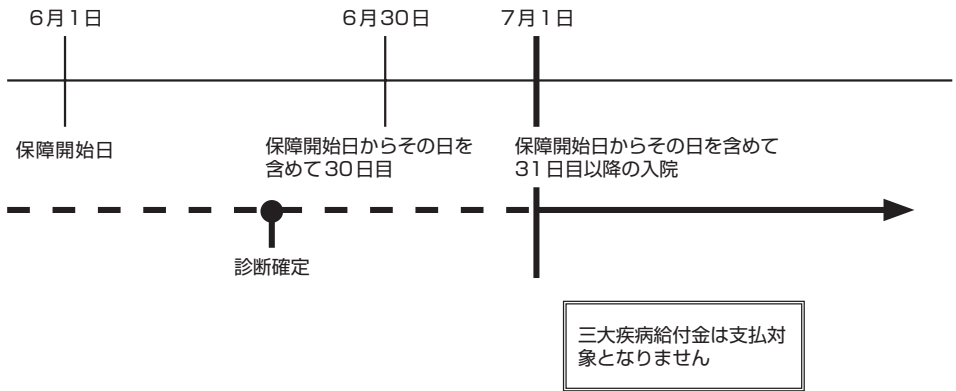 6月1日
6月30日
7月1日
保障開始日
保障開始日からその日を
含めて30日目
保障開始日からその日を含めて
31日目以降の入院
診断確定
三大疾病給付金は支払対
象となりません